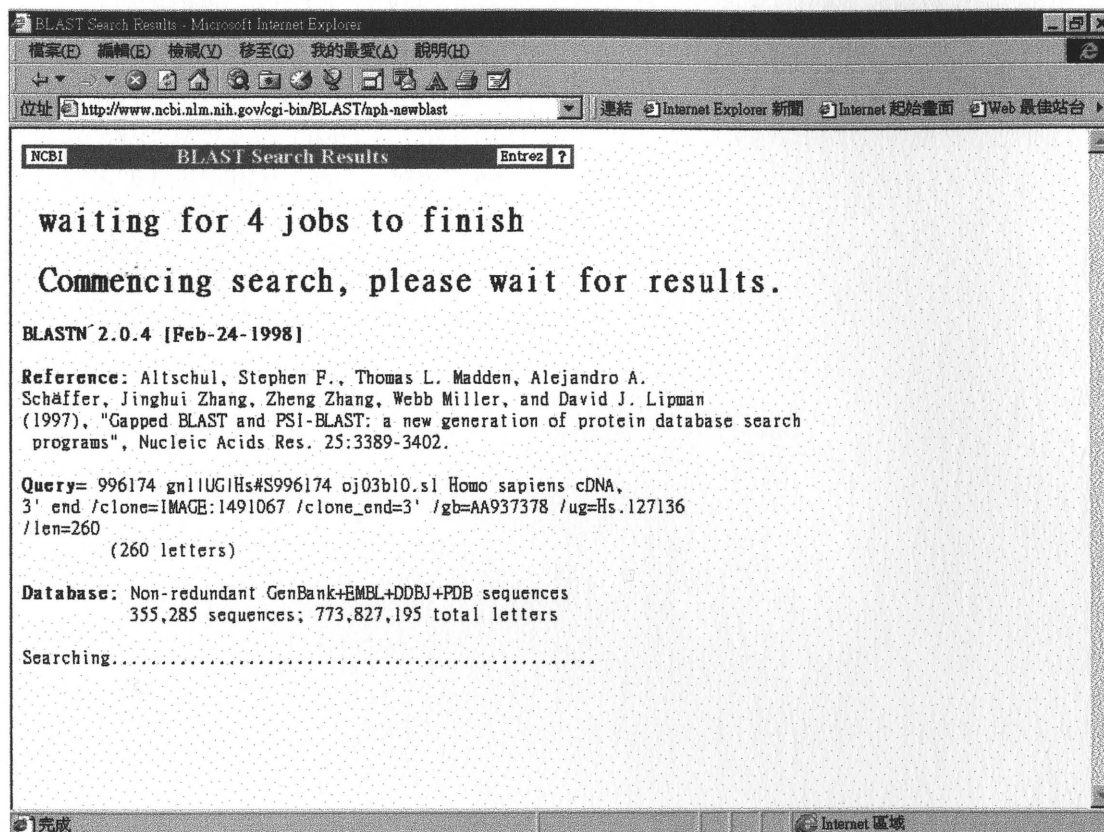 BLAST Search Results - Microsoft Internet Explorer
檔案(F) 編輯(E) 檢視(V) 移至(G) 我的最愛(A) 說明(H)
位址 http://www.ncbi.nlm.nih.gov/cgi-bin/BLAST/nph-newblast 連結 Internet Explorer 新聞 Internet 起始畫面 Web 最佳站台
NCBI BLAST Search Results Entrez ?
waiting for 4 jobs to finish
Commencing search, please wait for results.
BLASTN 2.0.4 [Feb-24-1998]
Reference: Altschul, Stephen F., Thomas L. Madden, Alejandro A.
Schäffer, Jinghui Zhang, Zheng Zhang, Webb Miller, and David J. Lipman
(1997), "Gapped BLAST and PSI-BLAST: a new generation of protein database search
programs", Nucleic Acids Res. 25:3389-3402.
Query= 996174 gnl|UG|Hs#S996174 oj03b10.s1 Homo sapiens cDNA,
3' end /clone=IMAGE:1491067 /clone_end=3' /gb=AA937378 /ug=Hs.127136
/len=260
(260 letters)
Database: Non-redundant GenBank+EMBL+DDBJ+PDB sequences
355,285 sequences; 773,827,195 total letters
Searching..................................................
完成 Internet 區域